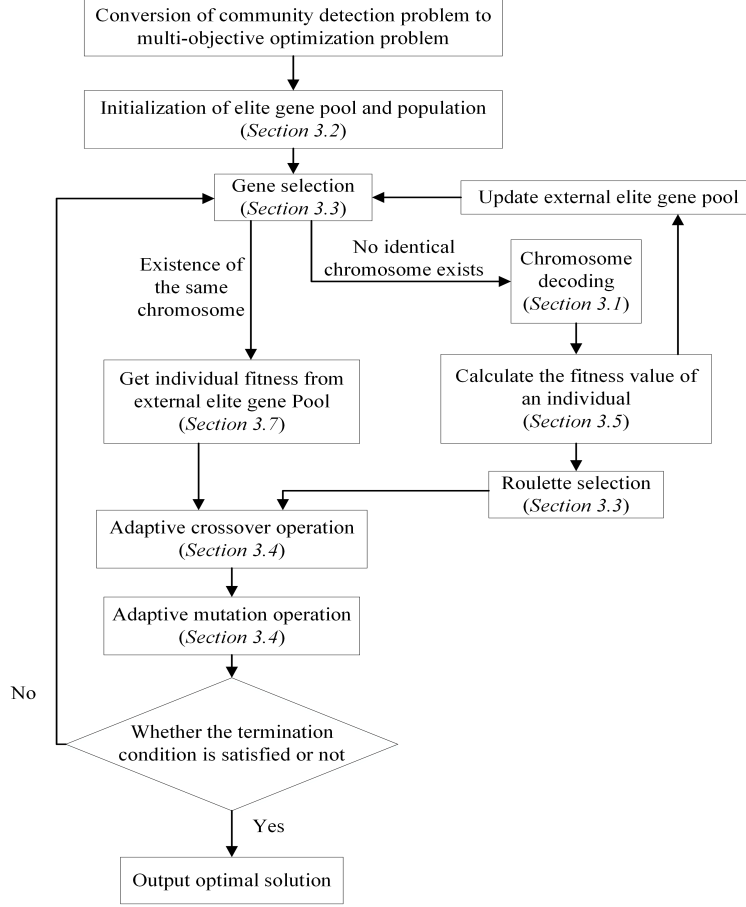 Conversion of community detection problem to
multi-objective optimization problem
Initialization of elite gene pool and population
(Section 3.2)
Gene selection
(Section 3.3)
Update external elite gene pool
No identical
chromosome exists
Existence of
the same
chromosome
Chromosome
decoding
(Section 3.1)
Get individual fitness from
external elite gene Pool
(Section 3.7)
Calculate the fitness value of
an individual
(Section 3.5)
Roulette selection
(Section 3.3)
Adaptive crossover operation
(Section 3.4)
Adaptive mutation operation
(Section 3.4)
No
Whether the termination
condition is satisfied or not
Yes
Output optimal solution